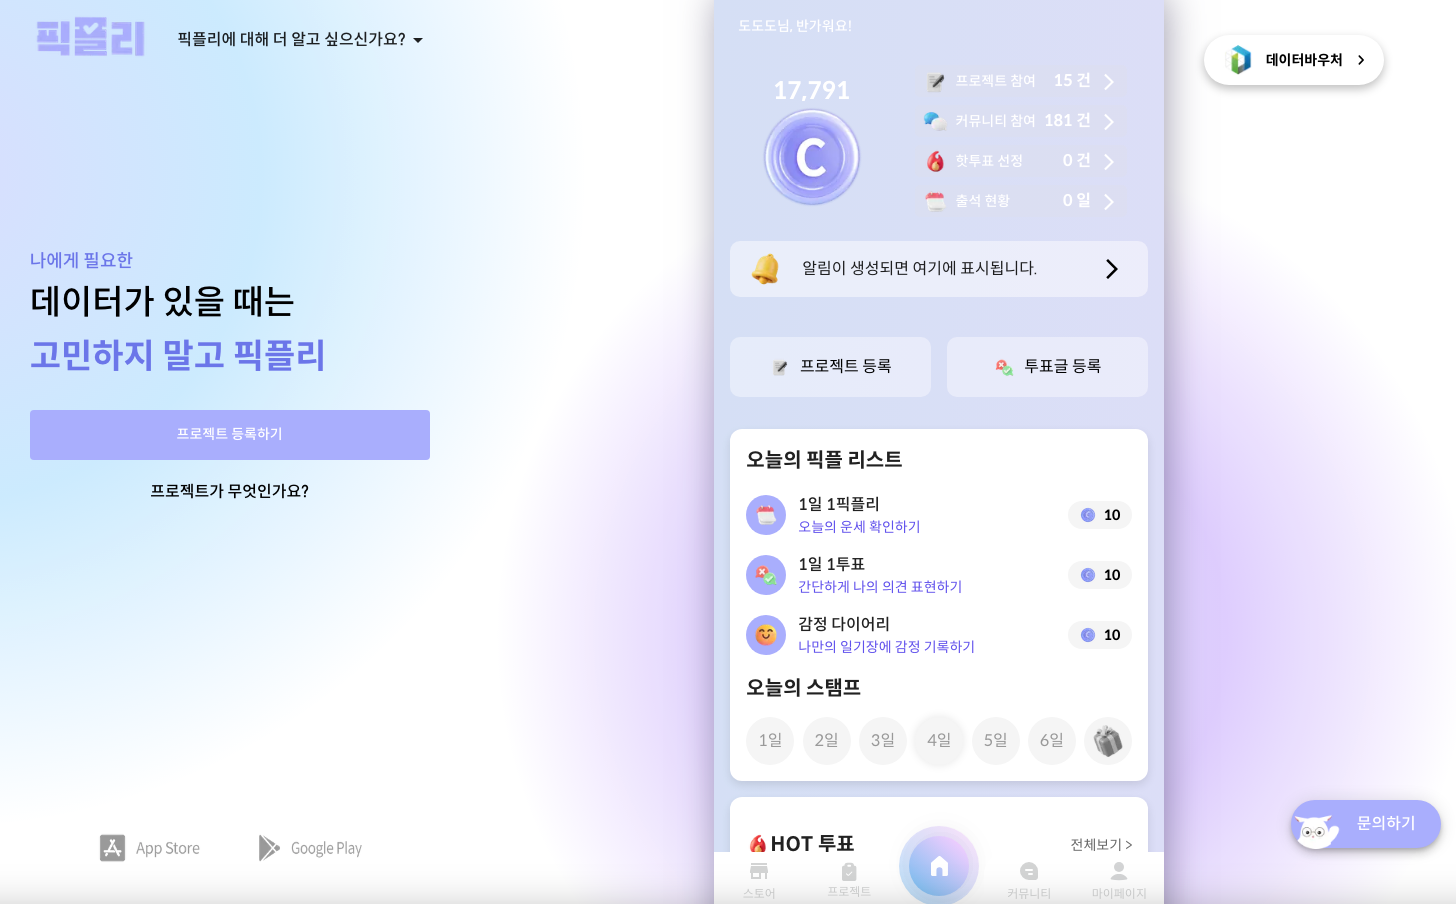 픽플리
픽플리에 대해 더 알고 싶으신가요?
나에게 필요한
데이터가 있을 때는
고민하지 말고 픽플리
프로젝트 등록하기
프로젝트가 무엇인가요?
App Store
Google Play
도도도님, 반가워요!
17,791
C
프로젝트 참여 15 건
커뮤니티 참여 181 건
핫투표 선정 0 건
출석 현황 0 일
알림이 생성되면 여기에 표시됩니다.
프로젝트 등록
투표글 등록
오늘의 픽플 리스트
1일 1픽플리
오늘의 운세 확인하기
10
1일 1투표
간단하게 나의 의견 표현하기
10
감정 다이어리
나만의 일기장에 감정 기록하기
10
오늘의 스탬프
1일 2일 3일 4일 5일 6일
HOT 투표
전체보기 >
스토어
프로젝트
커뮤니티
마이페이지
데이터바우처
문의하기